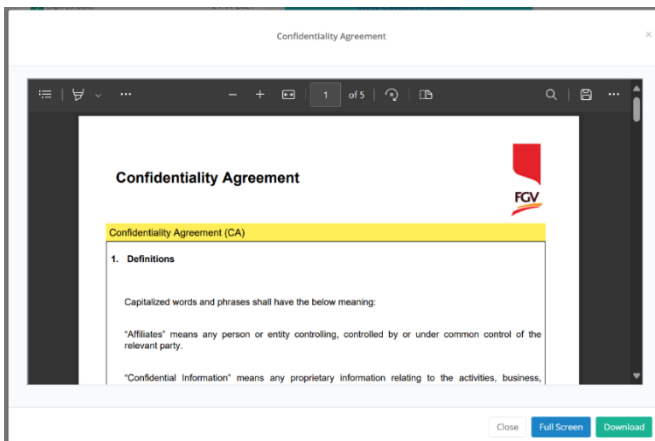 Confidentiality Agreement
×
1 of 5
Confidentiality Agreement
FGV
Confidentiality Agreement (CA)
1. Definitions
Capitalized words and phrases shall have the below meaning:
"Affiliates" means any person or entity controlling, controlled by or under common control of the
relevant party.
"Confidential Information" means any proprietary information relating to the activities, business,
Close Full Screen Download